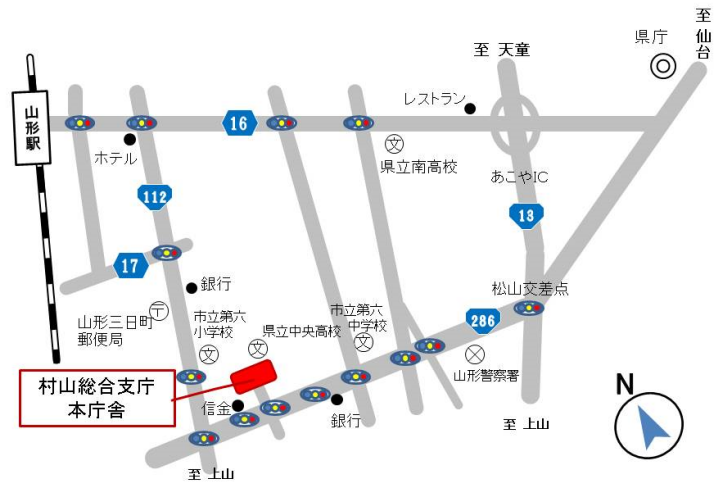 至 仙台
県庁
至 天童
レストラン
山形駅
16
ホテル
文
県立南高校
あこやIC
112
13
17
銀行
松山交差点
286
山形三日町
郵便局
〒
市立第六
小学校
文
県立中央高校
文
市立第六
中学校
文
山形警察署
村山総合支庁
本庁舎
信金
銀行
至 上山
至 上山
N